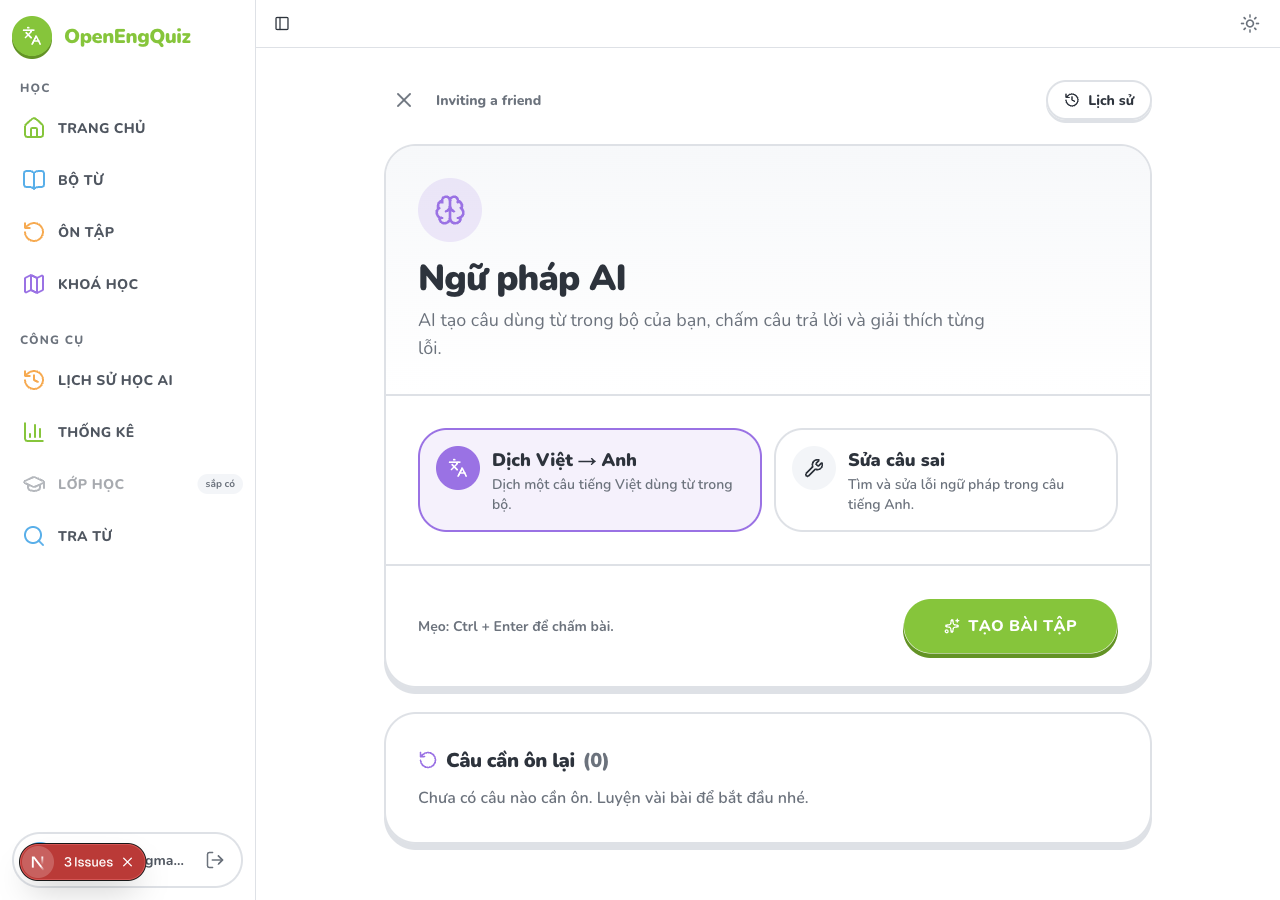 OpenEngQuiz
HỌC
TRANG CHỦ
BỘ TỪ
ÔN TẬP
KHOÁ HỌC
CÔNG CỤ
LỊCH SỬ HỌC AI
THỐNG KÊ
LỚP HỌC
sắp có
TRA TỪ
N
3 Issues
gma...
Inviting a friend
Lịch sử
Ngữ pháp AI
AI tạo câu dùng từ trong bộ của bạn, chấm câu trả lời và giải thích từng
lỗi.
Dịch Việt → Anh
Dịch một câu tiếng Việt dùng từ trong
bộ.
Sửa câu sai
Tìm và sửa lỗi ngữ pháp trong câu
tiếng Anh.
Mẹo: Ctrl + Enter để chấm bài.
TẠO BÀI TẬP
Câu cần ôn lại (0)
Chưa có câu nào cần ôn. Luyện vài bài để bắt đầu nhé.